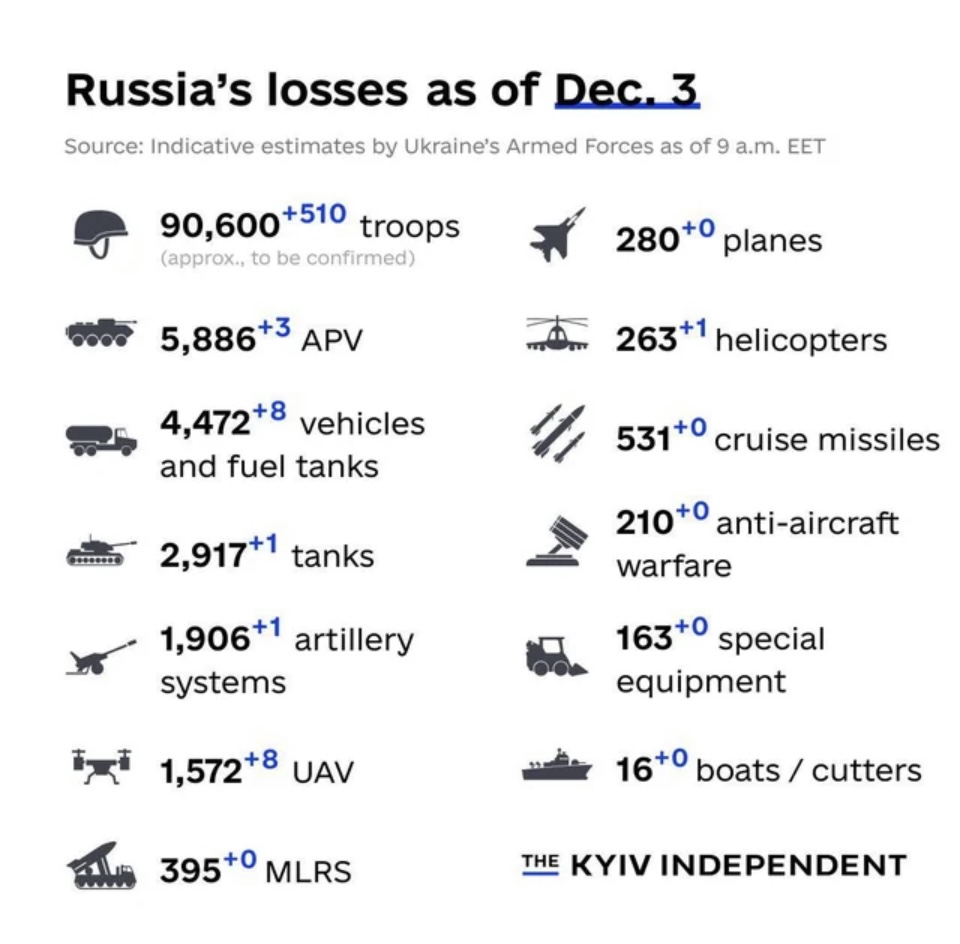 Russia's losses as of Dec. 3
Source: Indicative estimates by Ukraine's Armed Forces as of 9 a.m. EET
90,600+510 troops
(approx., to be confirmed)
5,886+3 APV
4,472+8 vehicles
and fuel tanks
2,917+1 tanks
1,906+1 artillery
systems
1,572+8 UAV
395+0 MLRS
280+0 planes
263+1 helicopters
531+0 cruise missiles
210+0 anti-aircraft
warfare
163+0 special
equipment
16+0 boats / cutters
THE KYIV INDEPENDENT